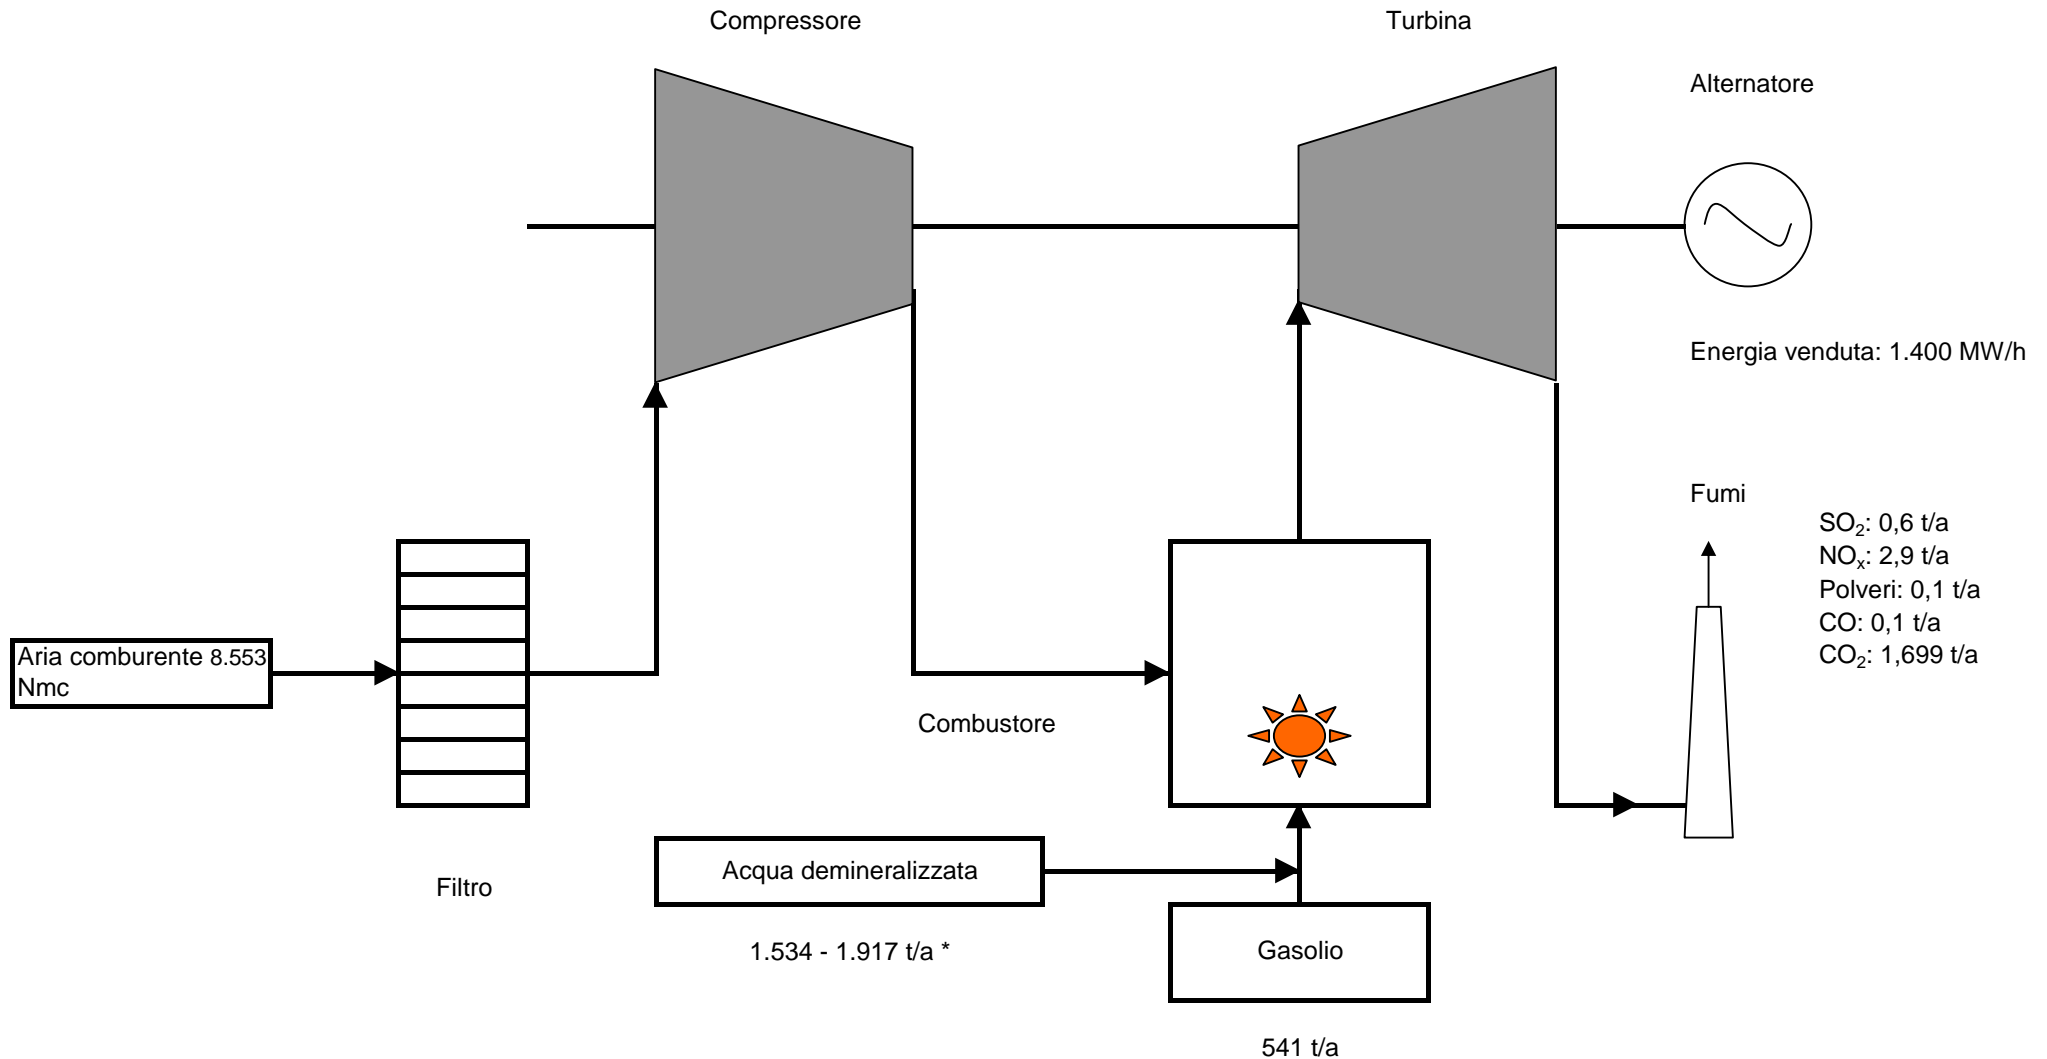 Compressore
Turbina
Alternatore
Energia venduta: 1.400 MW/h
Fumi
SO₂: 0,6 t/a
NOₓ: 2,9 t/a
Polveri: 0,1 t/a
CO: 0,1 t/a
CO₂: 1,699 t/a
Aria comburente 8.553
Nmc
Combustore
Filtro
Acqua demineralizzata
1.534 - 1.917 t/a *
Gasolio
541 t/a